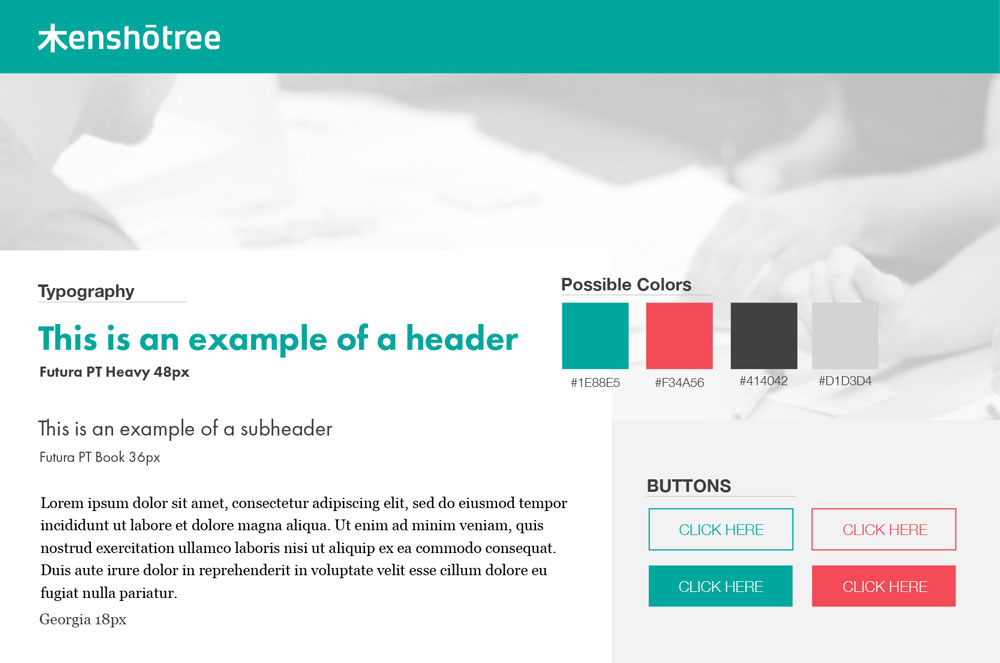 木enshōtree
Typography
This is an example of a header
Futura PT Heavy 48px
This is an example of a subheader
Futura PT Book 36px
Lorem ipsum dolor sit amet, consectetur adipiscing elit, sed do eiusmod tempor
incididunt ut labore et dolore magna aliqua. Ut enim ad minim veniam, quis
nostrud exercitation ullamco laboris nisi ut aliquip ex ea commodo consequat.
Duis aute irure dolor in reprehenderit in voluptate velit esse cillum dolore eu
fugiat nulla pariatur.
Georgia 18px
Possible Colors
#1E88E5 #F34A56 #414042 #D1D3D4
BUTTONS
CLICK HERE CLICK HERE
CLICK HERE CLICK HERE